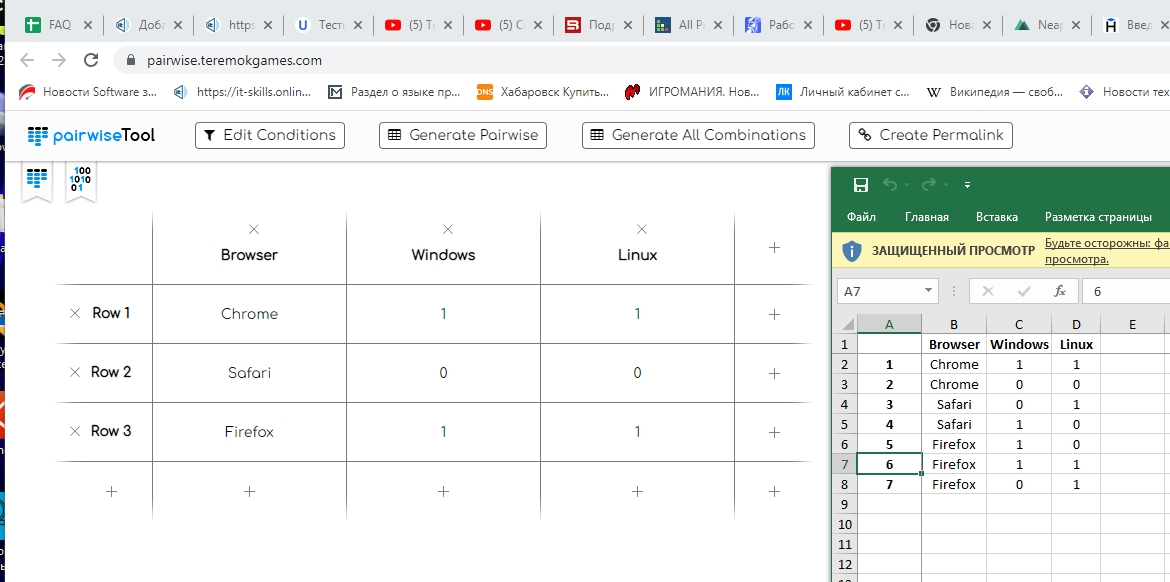 FAQ
Доба
https
Тест
(5) Т
(5) С
Подр
All P
Рабо
(5) Т
Нова
Neap
Введ
pairwise.teremokgames.com
Новости Software з...
https://it-skills.onlin...
Раздел о языке пр...
DNS Хабаровск Купить...
ИГРОМАНИЯ. Нов...
ЛК Личный кабинет с...
W Википедия — своб...
Новости тех
pairwiseTool
Edit Conditions
Generate Pairwise
Generate All Combinations
Create Permalink
100
1010
01
Browser Windows Linux
Row 1 Chrome 1 1
Row 2 Safari 0 0
Row 3 Firefox 1 1
Файл Главная Вставка Разметка страницы
ЗАЩИЩЕННЫЙ ПРОСМОТР Будьте осторожны: фа
просмотра.
A7 fx 6
A B C D E
1 Browser Windows Linux
2 1 Chrome 1 1
3 2 Chrome 0 0
4 3 Safari 0 1
5 4 Safari 1 0
6 5 Firefox 1 0
7 6 Firefox 1 1
8 7 Firefox 0 1
9
10
11
12